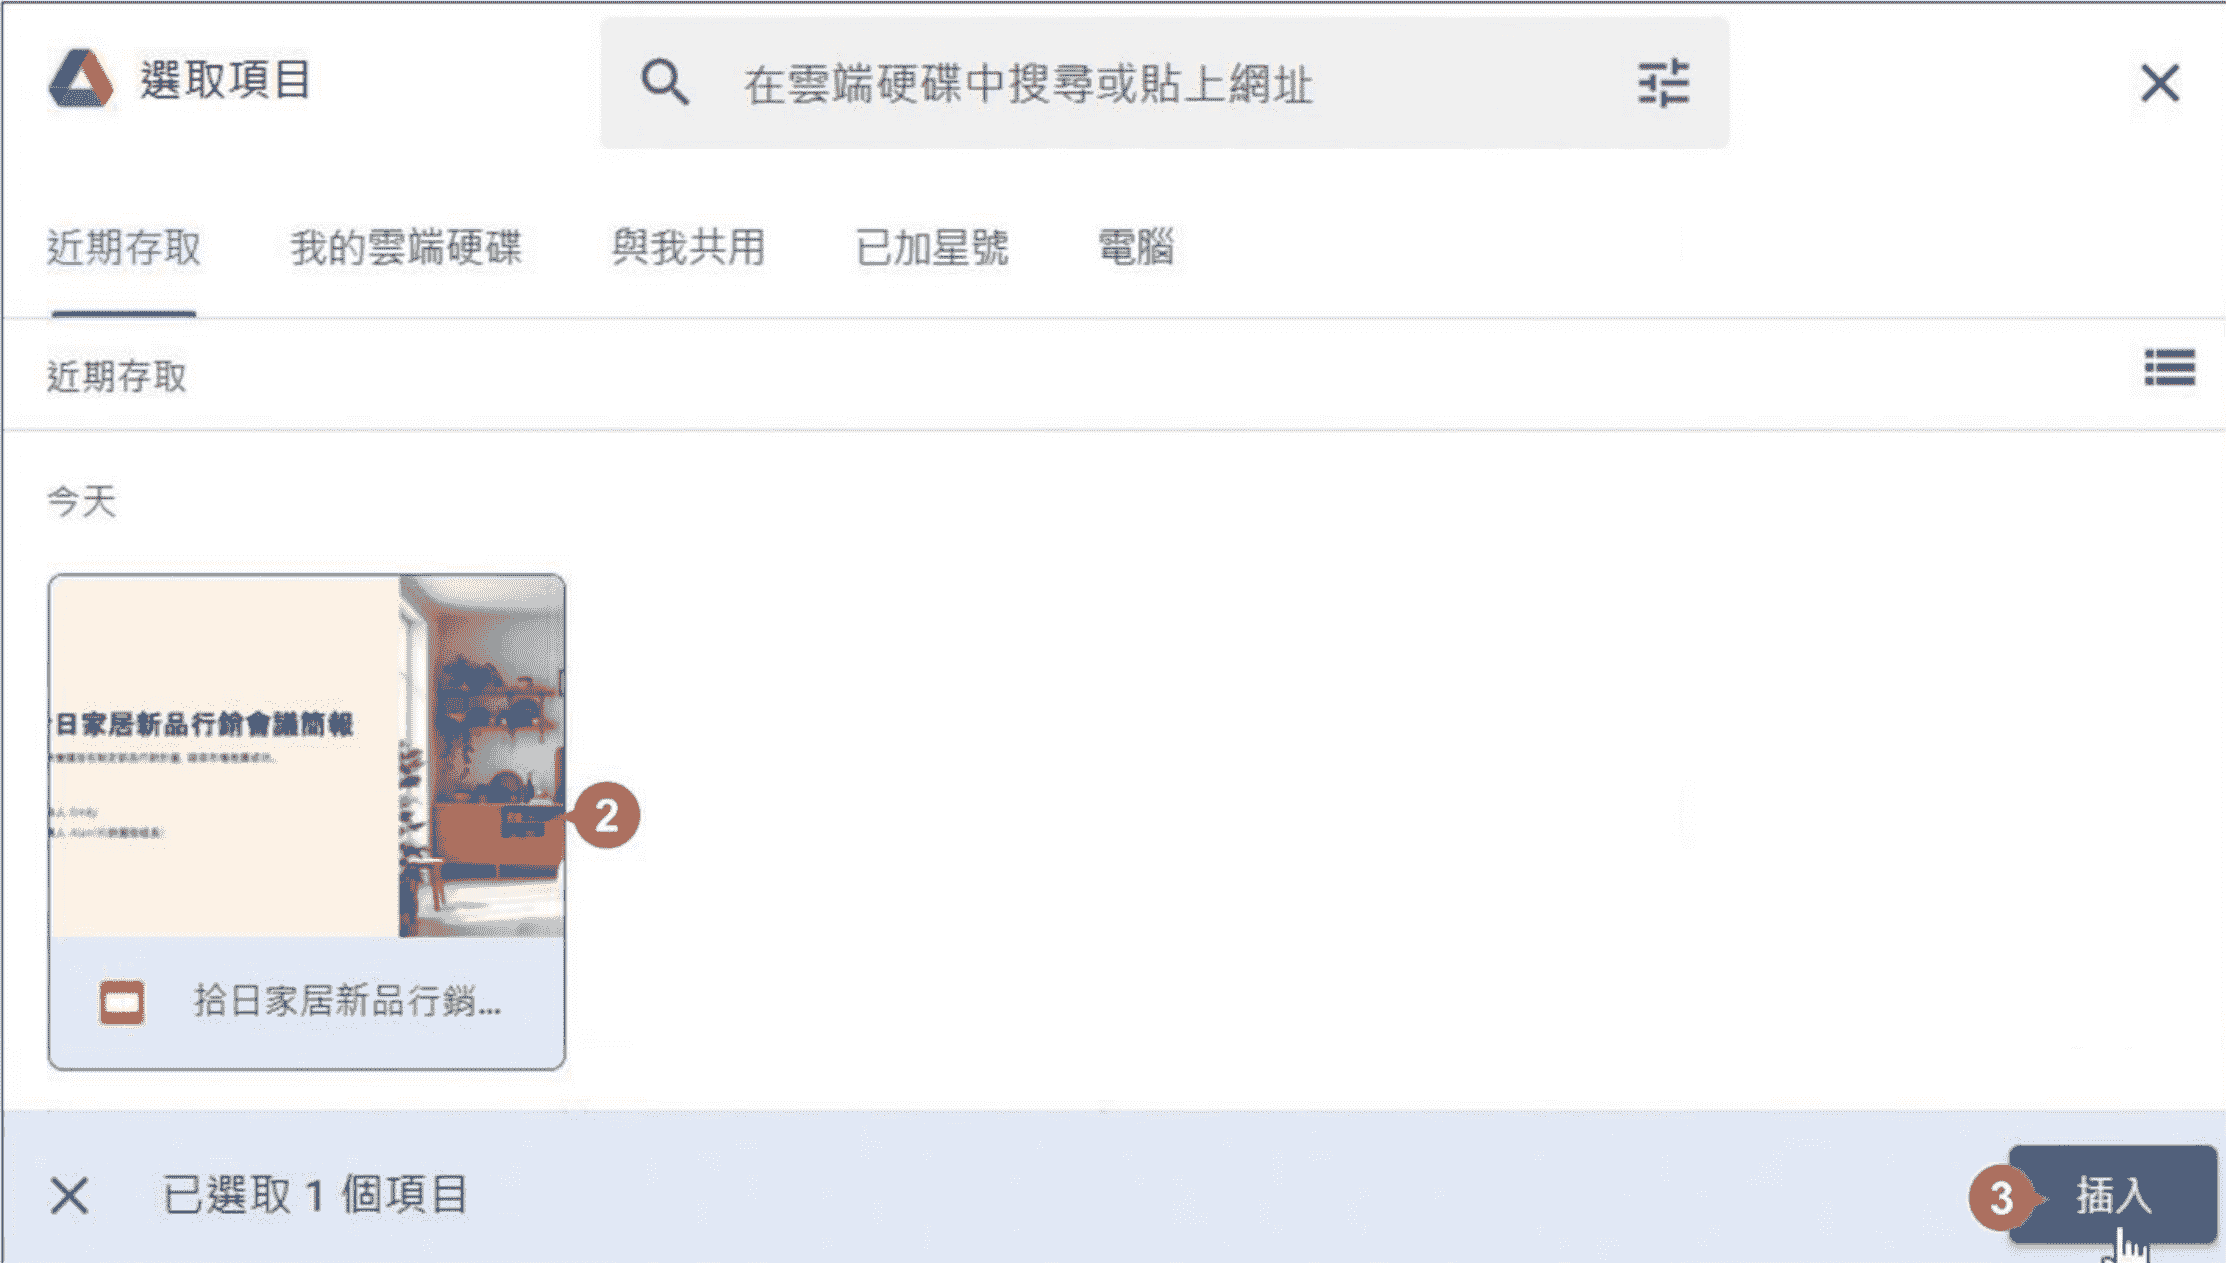 選取項目
在雲端硬碟中搜尋或貼上網址
近期存取
我的雲端硬碟
與我共用
已加星號
電腦
近期存取
今天
日家居新品行銷會議簡報
2
拾日家居新品行銷...
已選取 1 個項目
3
插入